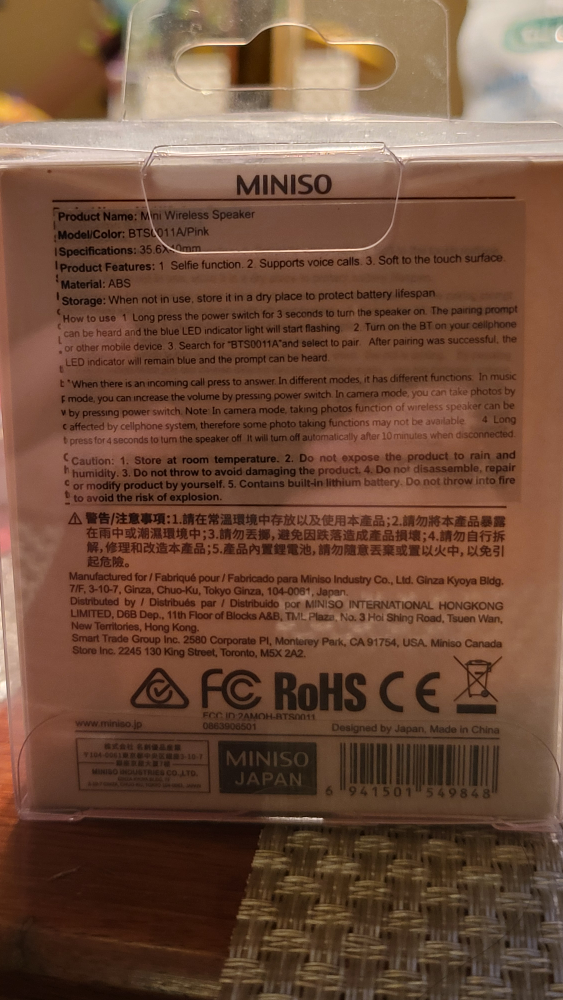 MINISO
Product Name: Mini Wireless Speaker
Model/Color: BTS0011A/Pink
Specifications: 35.6X40mm
Product Features: 1 Selfie function. 2. Supports voice calls. 3. Soft to the touch surface.
Material: ABS
Storage: When not in use, store it in a dry place to protect battery lifespan
How to use 1 Long press the power switch for 3 seconds to turn the speaker on. The pairing prompt
can be heard and the blue LED indicator light will start flashing 2. Turn on the BT on your cellphone
or other mobile device. 3. Search for "BTS0011A"and select to pair. After pairing was successful, the
LED indicator will remain blue and the prompt can be heard.
*When there is an incoming call press to answer. In different modes, it has different functions. In music
mode, you can increase the volume by pressing power switch. In camera mode, you can take photos by
by pressing power switch. Note: In camera mode, taking photos function of wireless speaker can be
affected by cellphone system, therefore some photo taking functions may not be available 4 Long
press for 4 seconds to turn the speaker off It will turn off automatically after 10 minutes when disconnected.
Caution: 1. Store at room temperature. 2. Do not expose the product to rain and
humidity. 3. Do not throw to avoid damaging the product. 4. Do not disassemble, repair
or modify product by yourself. 5. Contains built-in lithium battery. Do not throw into fire
to avoid the risk of explosion.
警告/注意事項:1.請在常溫環境中存放以及使用本產品;2.請勿將本產品暴露
在雨中或潮濕環境中;3.請勿丟擲,避免因跌落造成產品損壞;4.請勿自行拆
解,修理和改造本產品;5.產品內置鋰電池,請勿隨意丟棄或置以火中,以免引
起危險。
Manufactured for / Fabriqué pour / Fabricado para Miniso Industry Co., Ltd. Ginza Kyoya Bldg.
7/F, 3-10-7, Ginza, Chuo-Ku, Tokyo Ginza, 104-0061, Japan.
Distributed by / Distribués par / Distribuido por MINISO INTERNATIONAL HONGKONG
LIMITED, D6B Dep., 11th Floor of Blocks A&B, TML Plaza, No. 3 Hoi Shing Road, Tsuen Wan,
New Territories, Hong Kong.
Smart Trade Group Inc. 2580 Corporate Pl, Monterey Park, CA 91754, USA. Miniso Canada
Store Inc. 2245 130 King Street, Toronto, M5X 2A2.
FC RoHS CE
FCC ID:2AMOH-BTS0011
www.miniso.jp 0863906501 Designed by Japan, Made in China
株式会社 名創優品產業
MINISO INDUSTRIES CO.,LTD.
MINISO
JAPAN
6 941501 549848